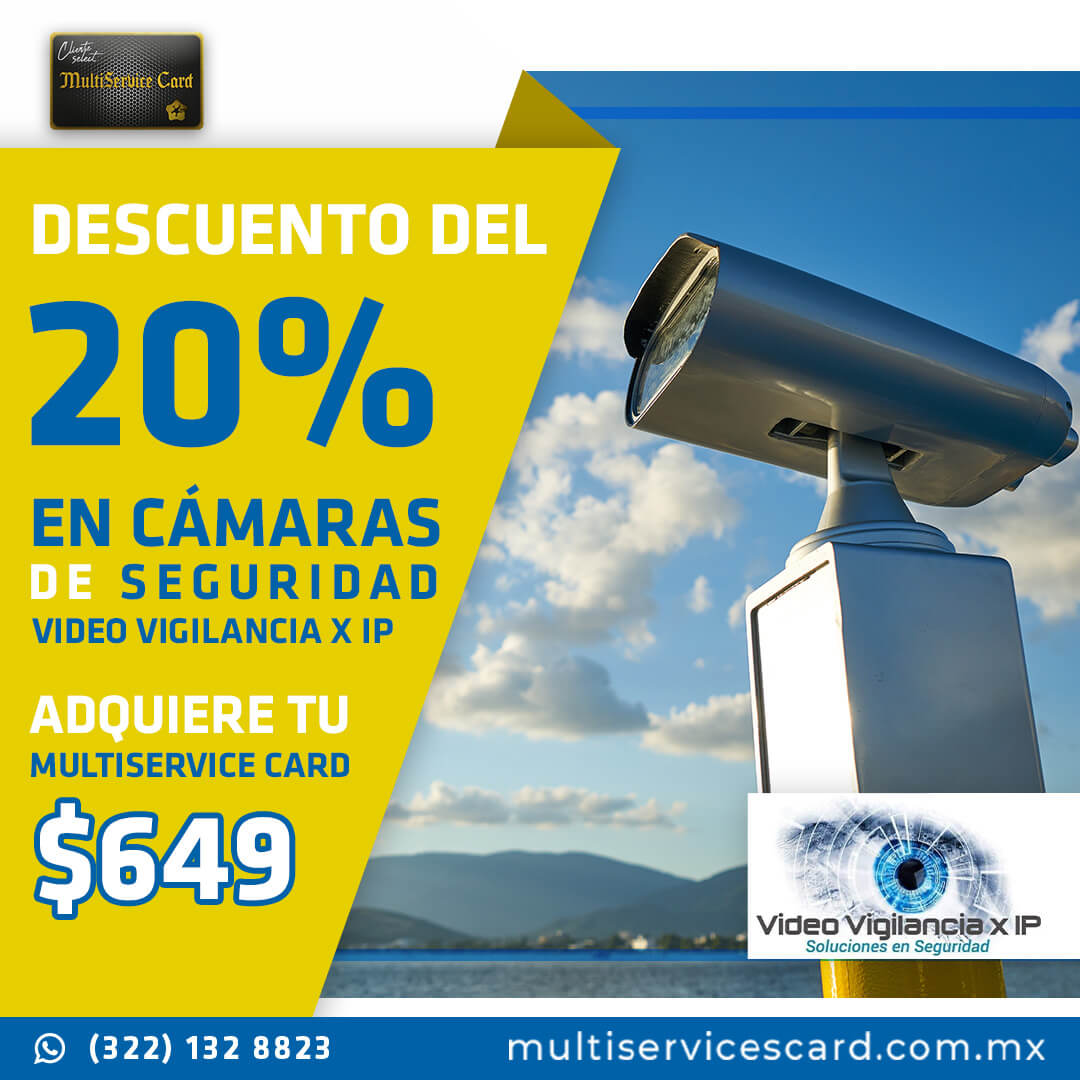 Cliente
select
MultiService Card
DESCUENTO DEL
20%
EN CÁMARAS
DE SEGURIDAD
VIDEO VIGILANCIA X IP
ADQUIERE TU
MULTISERVICE CARD
$649
Video Vigilancia x IP
Soluciones en Seguridad
(322) 132 8823
multiservicescard.com.mx